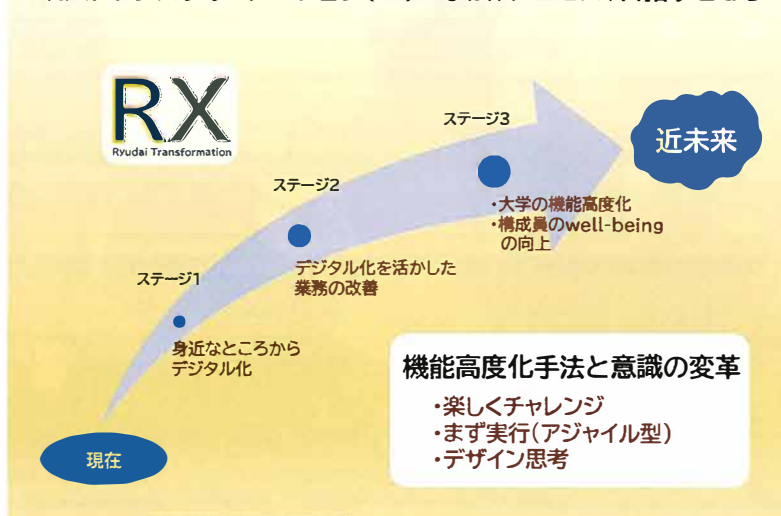 RX
Ryudai Transformation
近未来
ステージ3
・大学の機能高度化
・構成員のwell-being
の向上
ステージ2
デジタル化を活かした
業務の改善
ステージ1
身近なところから
デジタル化
現在
機能高度化手法と意識の変革
・楽しくチャレンジ
・まず実行(アジャイル型)
・デザイン思考